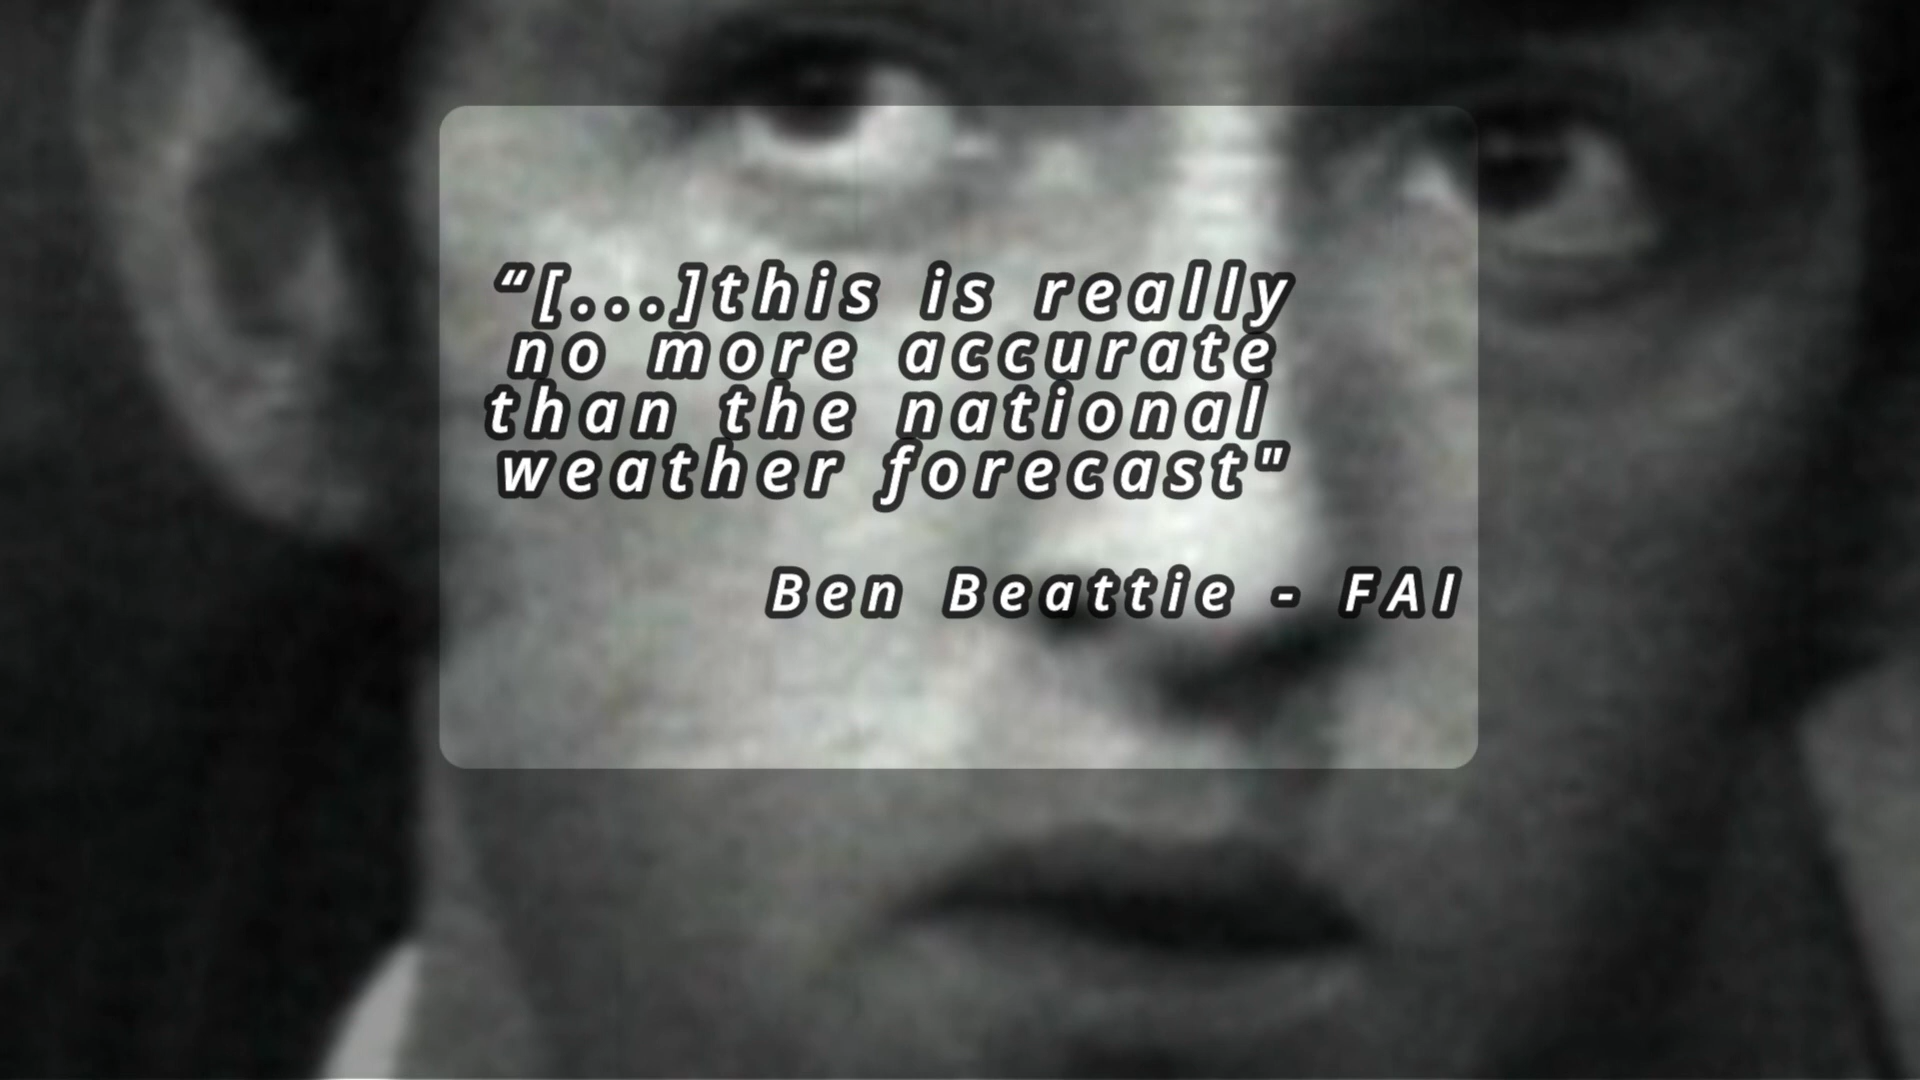 “[...]this is really
no more accurate
than the national
weather forecast"
Ben Beattie - FAI